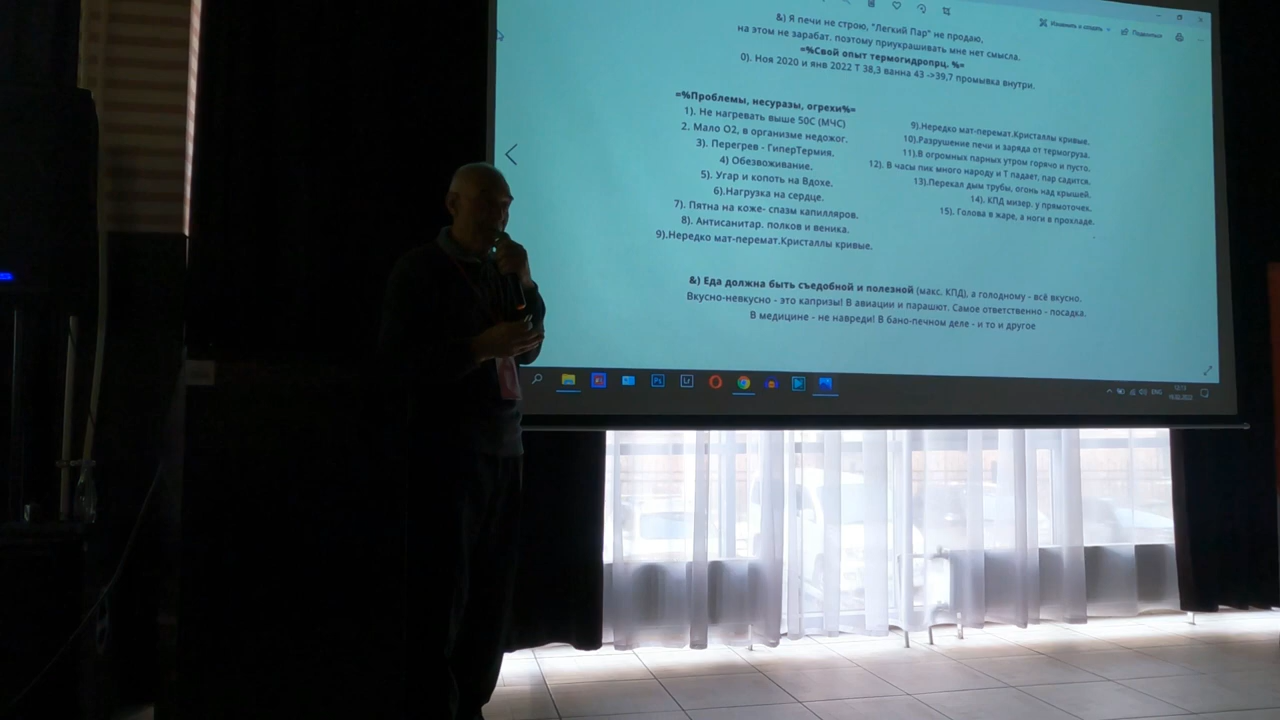 Изменить и создать
Поделиться
&) Я печи не строю, "Легкий Пар" не продаю,
на этом не зарабат. поэтому приукрашивать мне нет смысла.
=%Свой опыт термогидропрц. %=
0). Ноя 2020 и янв 2022 Т 38,3 ванна 43 ->39,7 промывка внутри.
=%Проблемы, несуразы, огрехи%=
1). Не нагревать выше 50С (МЧС)
2. Мало О2, в организме недожог.
3). Перегрев - ГиперТермия.
4) Обезвоживание.
5). Угар и копоть на Вдохе.
6).Нагрузка на сердце.
7). Пятна на коже- спазм капилляров.
8). Антисанитар. полков и веника.
9).Нередко мат-перемат.Кристаллы кривые.
9).Нередко мат-перемат.Кристаллы кривые.
10).Разрушение печи и заряда от термогруза.
11).В огромных парных утром горячо и пусто.
12). В часы пик много народу и Т падает, пар садится.
13).Перекал дым трубы, огонь над крышей.
14). КПД мизер. у прямоточек.
15). Голова в жаре, а ноги в прохладе.
&) Еда должна быть съедобной и полезной (макс. КПД), а голодному - всё вкусно.
Вкусно-невкусно - это капризы! В авиации и парашют. Самое ответственно - посадка.
В медицине - не навреди! В бано-печном деле - и то и другое
Ps
Lr
ENG